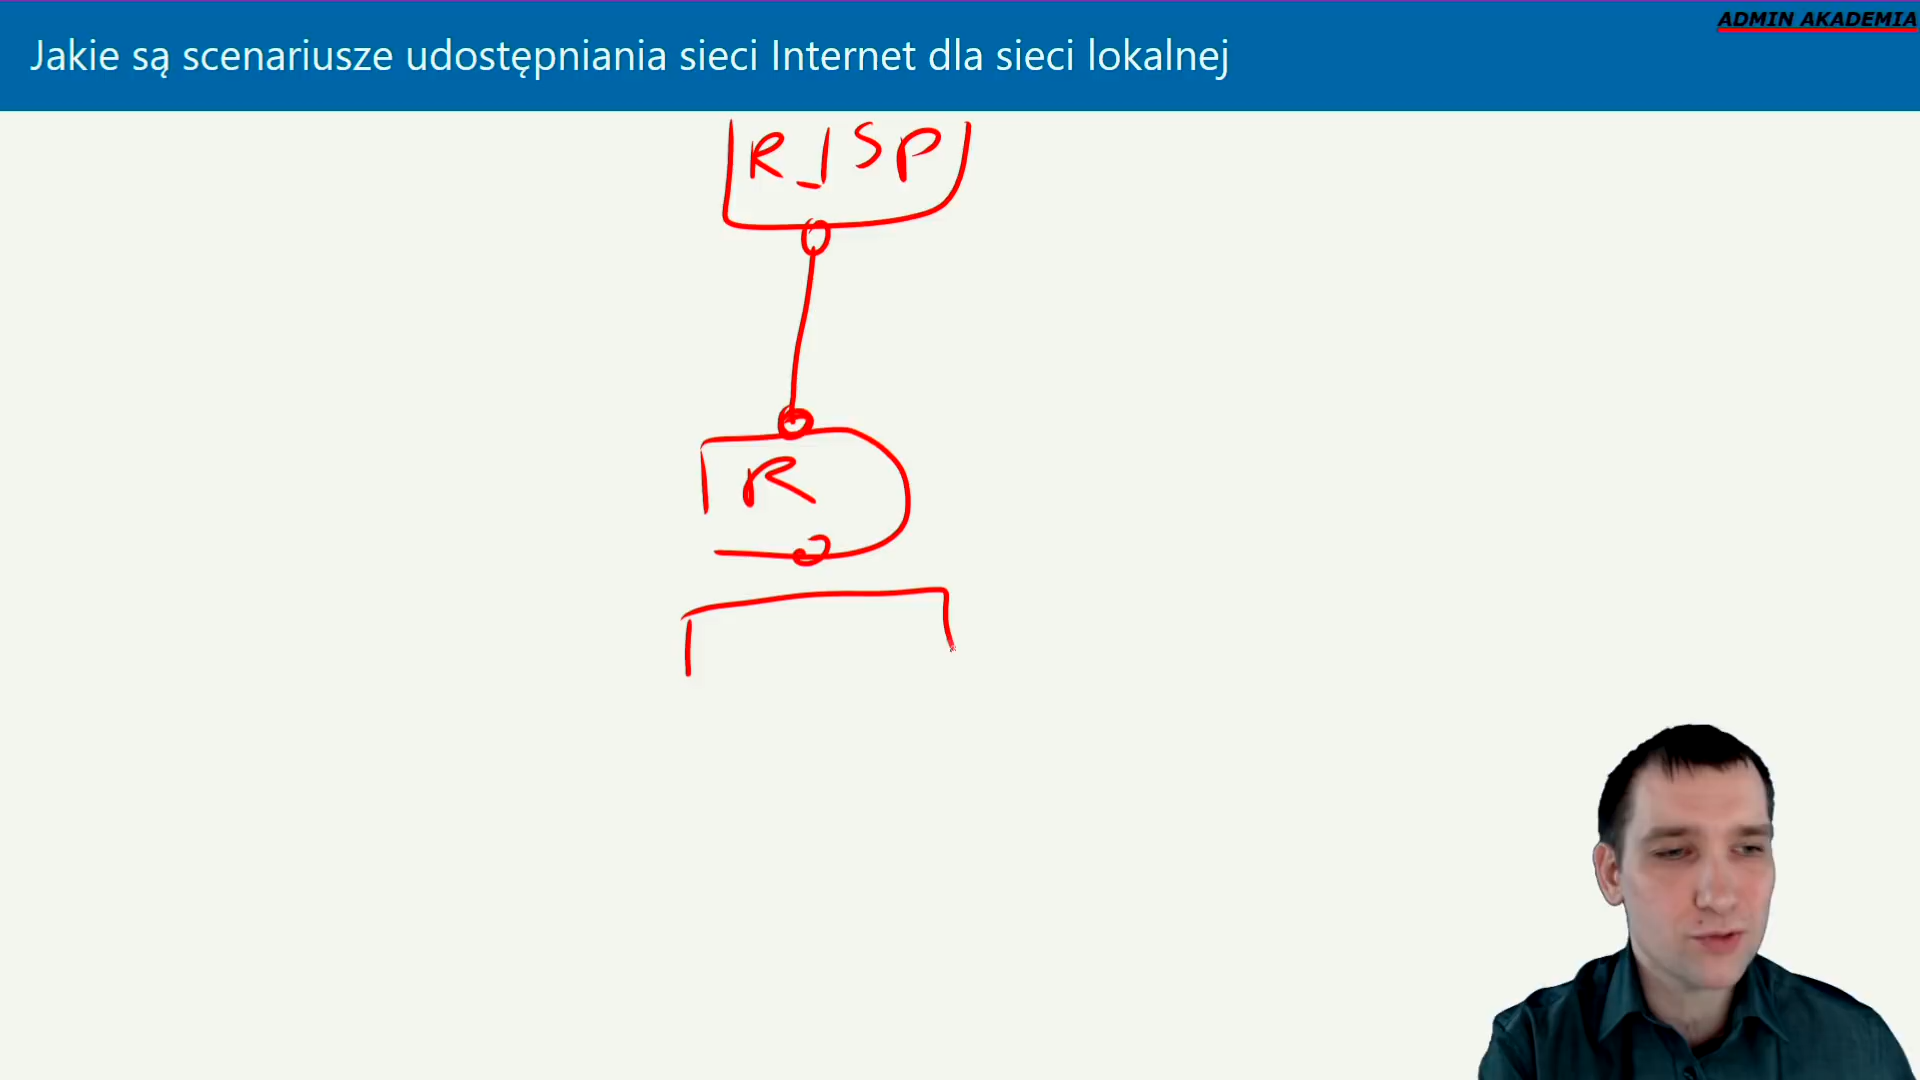 ADMIN AKADEMIA
Jakie są scenariusze udostępniania sieci Internet dla sieci lokalnej
R_ISP
R